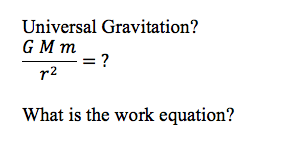 Universal Gravitation?
G M m
r² = ?
What is the work equation?